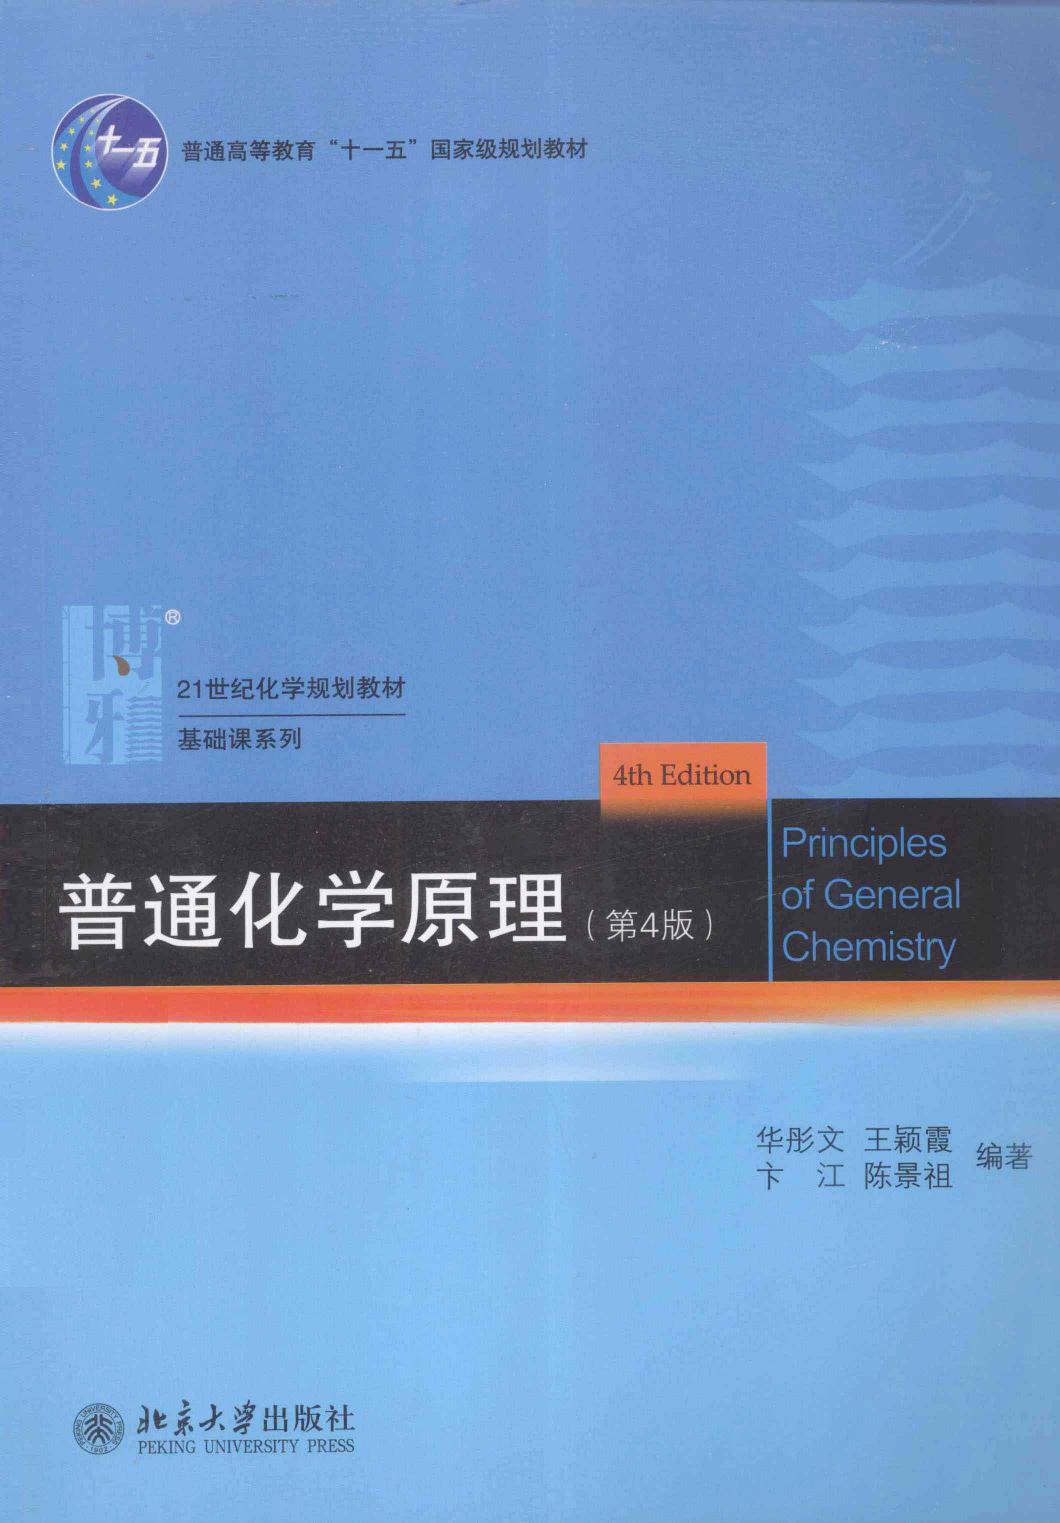 十一五
普通高等教育“十一五”国家级规划教材
博雅®
21世纪化学规划教材
基础课系列
4th Edition
普通化学原理（第4版）
Principles
of General
Chemistry
华彤文 王颖霞
卞 江 陈景祖
编著
北京大学出版社
PEKING UNIVERSITY PRESS